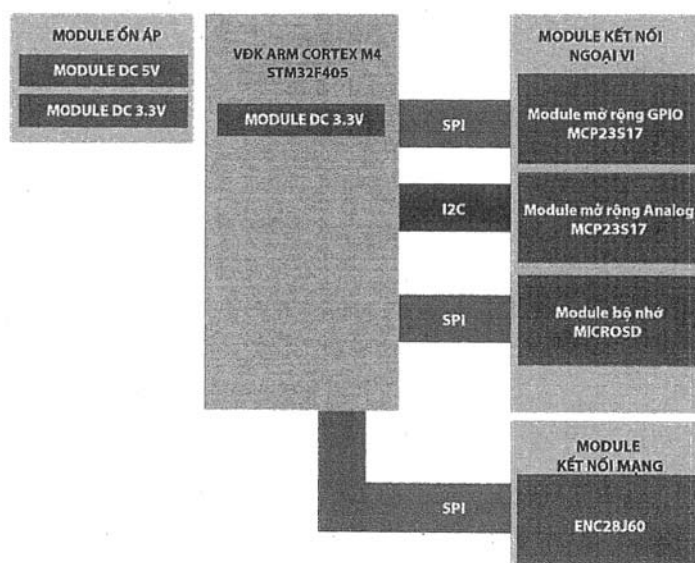 MODULE ỔN ÁP
MODULE DC 5V
MODULE DC 3.3V
VĐK ARM CORTEX M4
STM32F405
MODULE DC 3.3V
SPI
I2C
SPI
SPI
MODULE KẾT NỐI
NGOẠI VI
Module mở rộng GPIO
MCP23S17
Module mở rộng Analog
MCP23S17
Module bộ nhớ
MICROSD
MODULE
KẾT NỐI MẠNG
ENC28J60